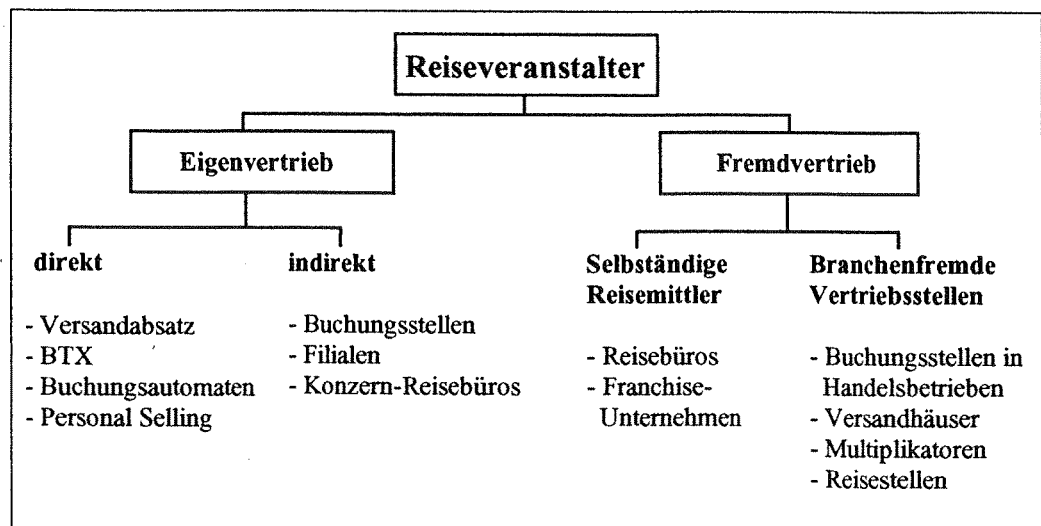 Reiseveranstalter
Eigenvertrieb
Fremdvertrieb
direkt
- Versandabsatz
- BTX
- Buchungsautomaten
- Personal Selling
indirekt
- Buchungsstellen
- Filialen
- Konzern-Reisebüros
Selbständige
Reisemittler
- Reisebüros
- Franchise-
Unternehmen
Branchenfremde
Vertriebsstellen
- Buchungsstellen in
Handelsbetrieben
- Versandhäuser
- Multiplikatoren
- Reisestellen